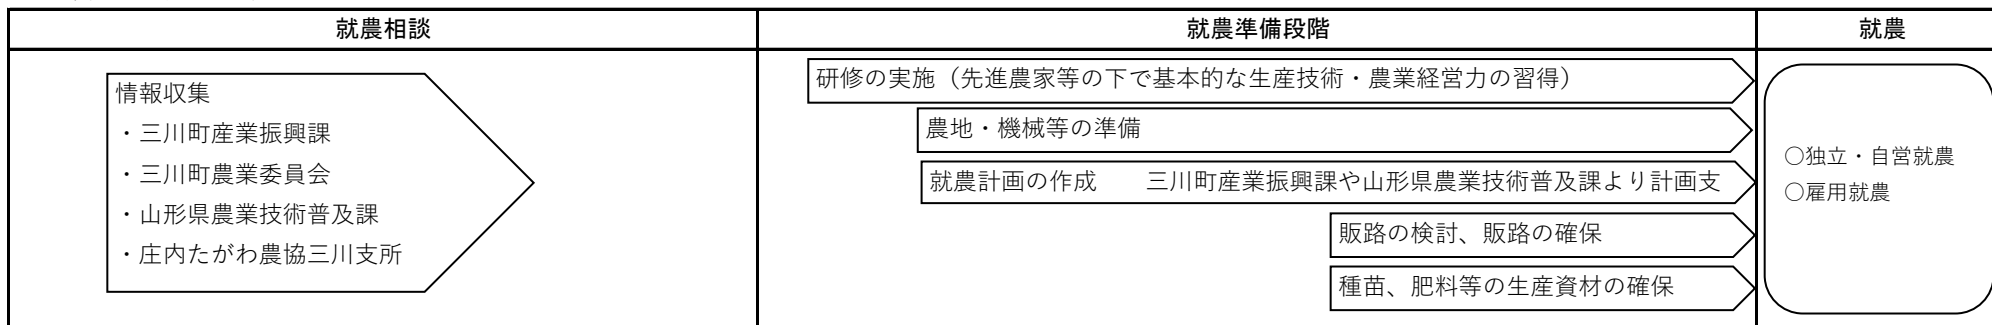 就農相談
就農準備段階
就農
情報収集
・三川町産業振興課
・三川町農業委員会
・山形県農業技術普及課
・庄内たがわ農協三川支所
研修の実施（先進農家等の下で基本的な生産技術・農業経営力の習得）
農地・機械等の準備
就農計画の作成　　三川町産業振興課や山形県農業技術普及課より計画支
販路の検討、販路の確保
種苗、肥料等の生産資材の確保
○独立・自営就農
○雇用就農